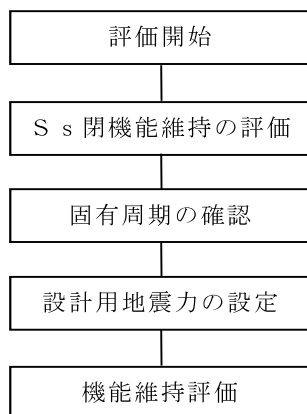 評価開始
Ｓｓ閉機能維持の評価
固有周期の確認
設計用地震力の設定
機能維持評価